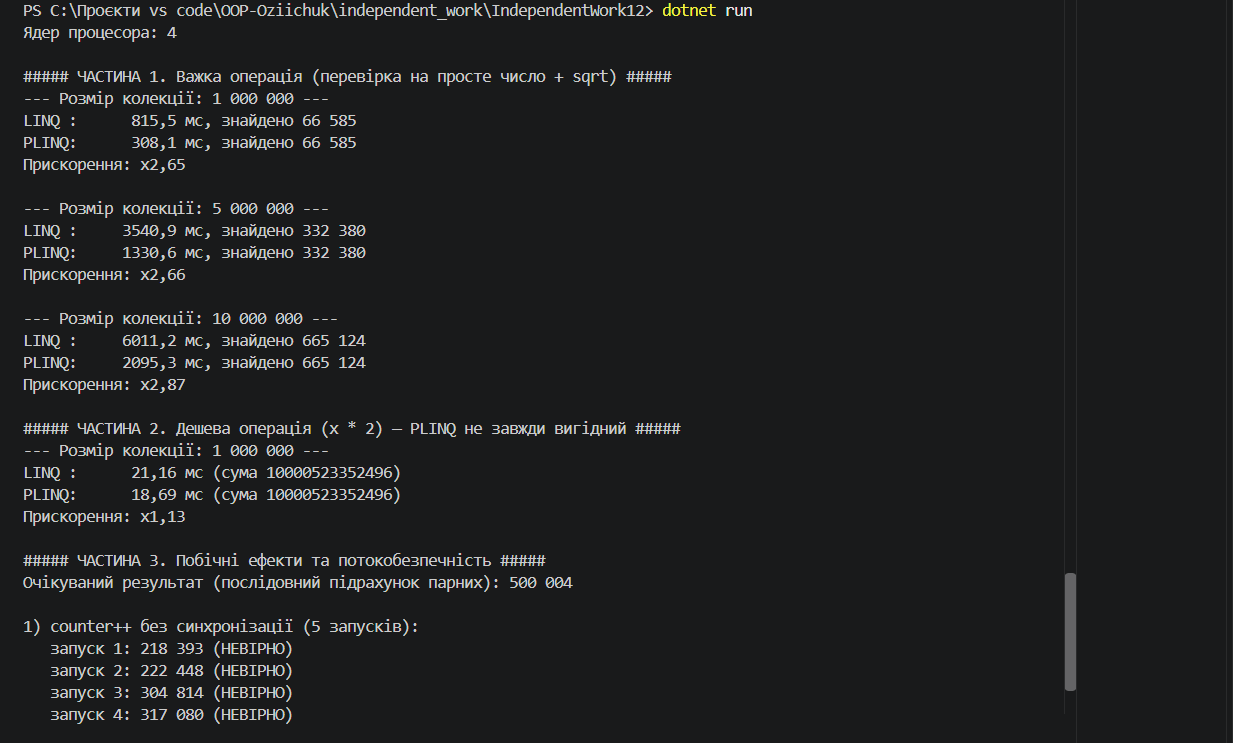 PS C:\Проєкти vs code\OOP-Oziichuk\independent_work\IndependentWork12> dotnet run
Ядер процесора: 4
##### ЧАСТИНА 1. Важка операція (перевірка на просте число + sqrt) #####
--- Розмір колекції: 1 000 000 ---
LINQ :      815,5 мс, знайдено 66 585
PLINQ:      308,1 мс, знайдено 66 585
Прискорення: x2,65
--- Розмір колекції: 5 000 000 ---
LINQ :     3540,9 мс, знайдено 332 380
PLINQ:     1330,6 мс, знайдено 332 380
Прискорення: x2,66
--- Розмір колекції: 10 000 000 ---
LINQ :     6011,2 мс, знайдено 665 124
PLINQ:     2095,3 мс, знайдено 665 124
Прискорення: x2,87
##### ЧАСТИНА 2. Дешева операція (x * 2) — PLINQ не завжди вигідний #####
--- Розмір колекції: 1 000 000 ---
LINQ :      21,16 мс (сума 10000523352496)
PLINQ:      18,69 мс (сума 10000523352496)
Прискорення: x1,13
##### ЧАСТИНА 3. Побічні ефекти та потокобезпечність #####
Очікуваний результат (послідовний підрахунок парних): 500 004
1) counter++ без синхронізації (5 запусків):
   запуск 1: 218 393 (НЕВІРНО)
   запуск 2: 222 448 (НЕВІРНО)
   запуск 3: 304 814 (НЕВІРНО)
   запуск 4: 317 080 (НЕВІРНО)